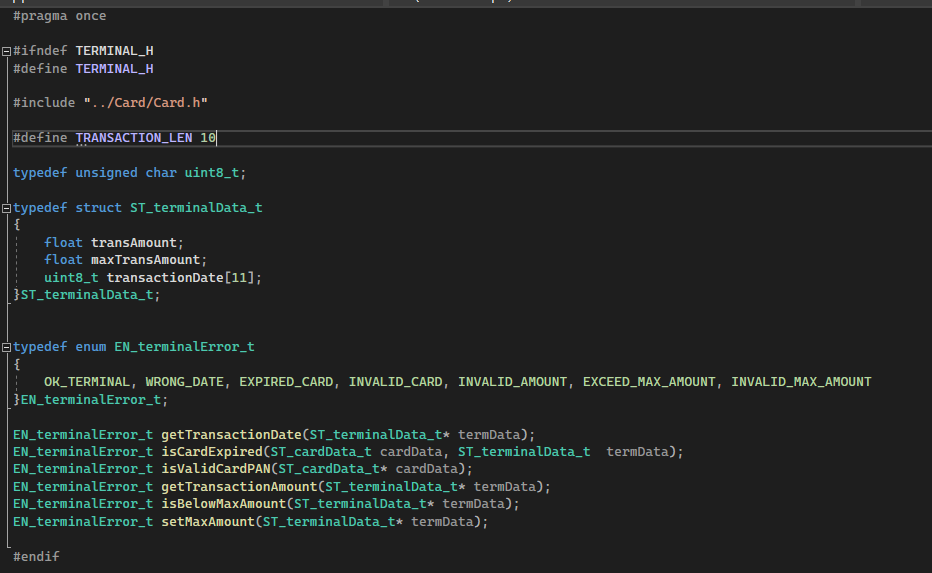 #pragma once
#ifndef TERMINAL_H
#define TERMINAL_H
#include "../Card/Card.h"
#define TRANSACTION_LEN 10
typedef unsigned char uint8_t;
typedef struct ST_terminalData_t
{
    float transAmount;
    float maxTransAmount;
    uint8_t transactionDate[11];
}ST_terminalData_t;
typedef enum EN_terminalError_t
{
    OK_TERMINAL, WRONG_DATE, EXPIRED_CARD, INVALID_CARD, INVALID_AMOUNT, EXCEED_MAX_AMOUNT, INVALID_MAX_AMOUNT
}EN_terminalError_t;
EN_terminalError_t getTransactionDate(ST_terminalData_t* termData);
EN_terminalError_t isCardExpired(ST_cardData_t cardData, ST_terminalData_t  termData);
EN_terminalError_t isValidCardPAN(ST_cardData_t* cardData);
EN_terminalError_t getTransactionAmount(ST_terminalData_t* termData);
EN_terminalError_t isBelowMaxAmount(ST_terminalData_t* termData);
EN_terminalError_t setMaxAmount(ST_terminalData_t* termData);
#endif